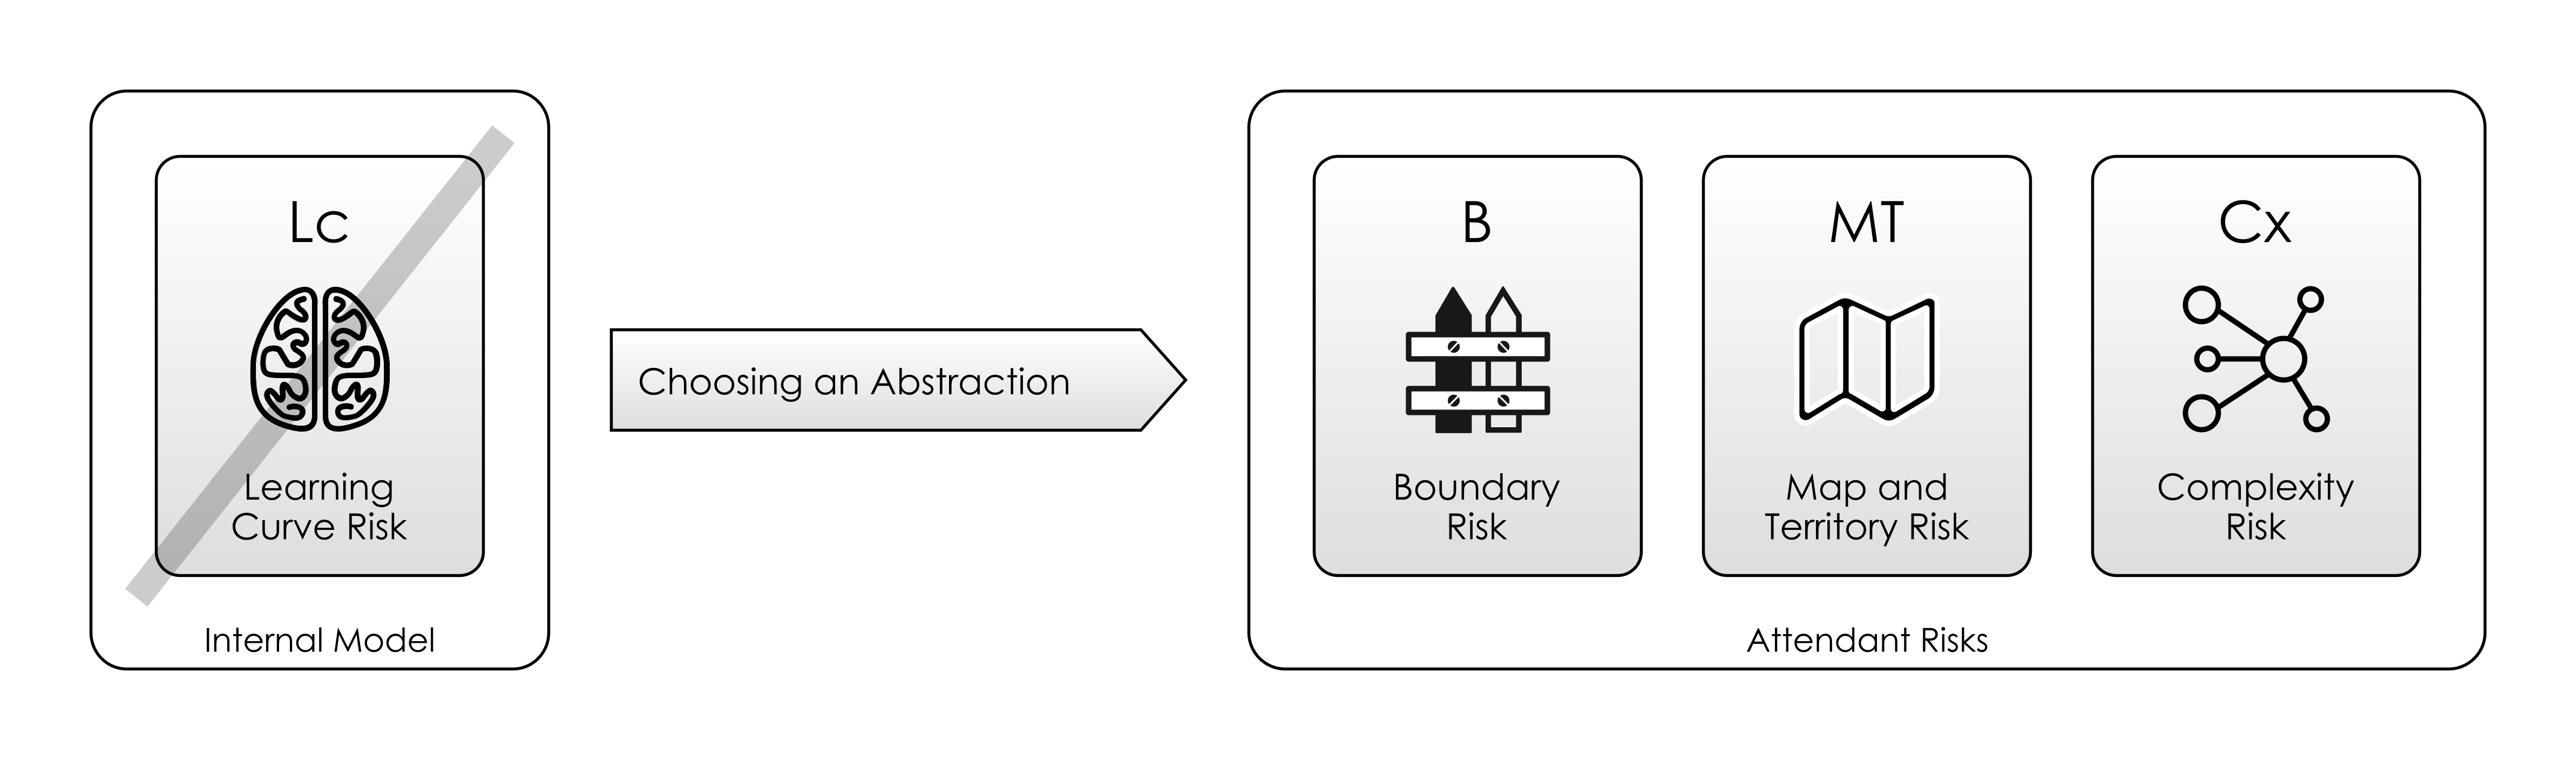 Lc
Learning
Curve Risk
Internal Model
Choosing an Abstraction
B
Boundary
Risk
MT
Map and
Territory Risk
Cx
Complexity
Risk
Attendant Risks